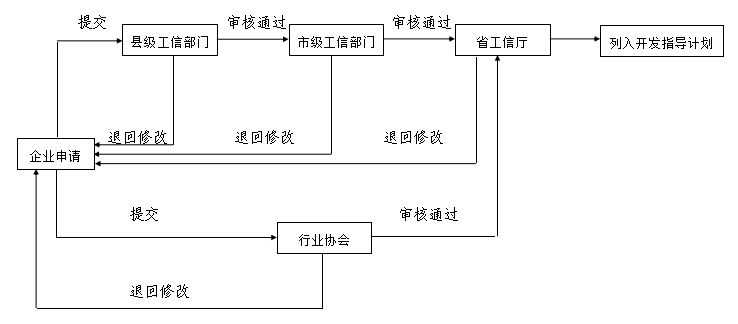 提交
审核通过
审核通过
县级工信部门
市级工信部门
省工信厅
列入开发指导计划
退回修改
退回修改
退回修改
企业申请
提交
审核通过
行业协会
退回修改